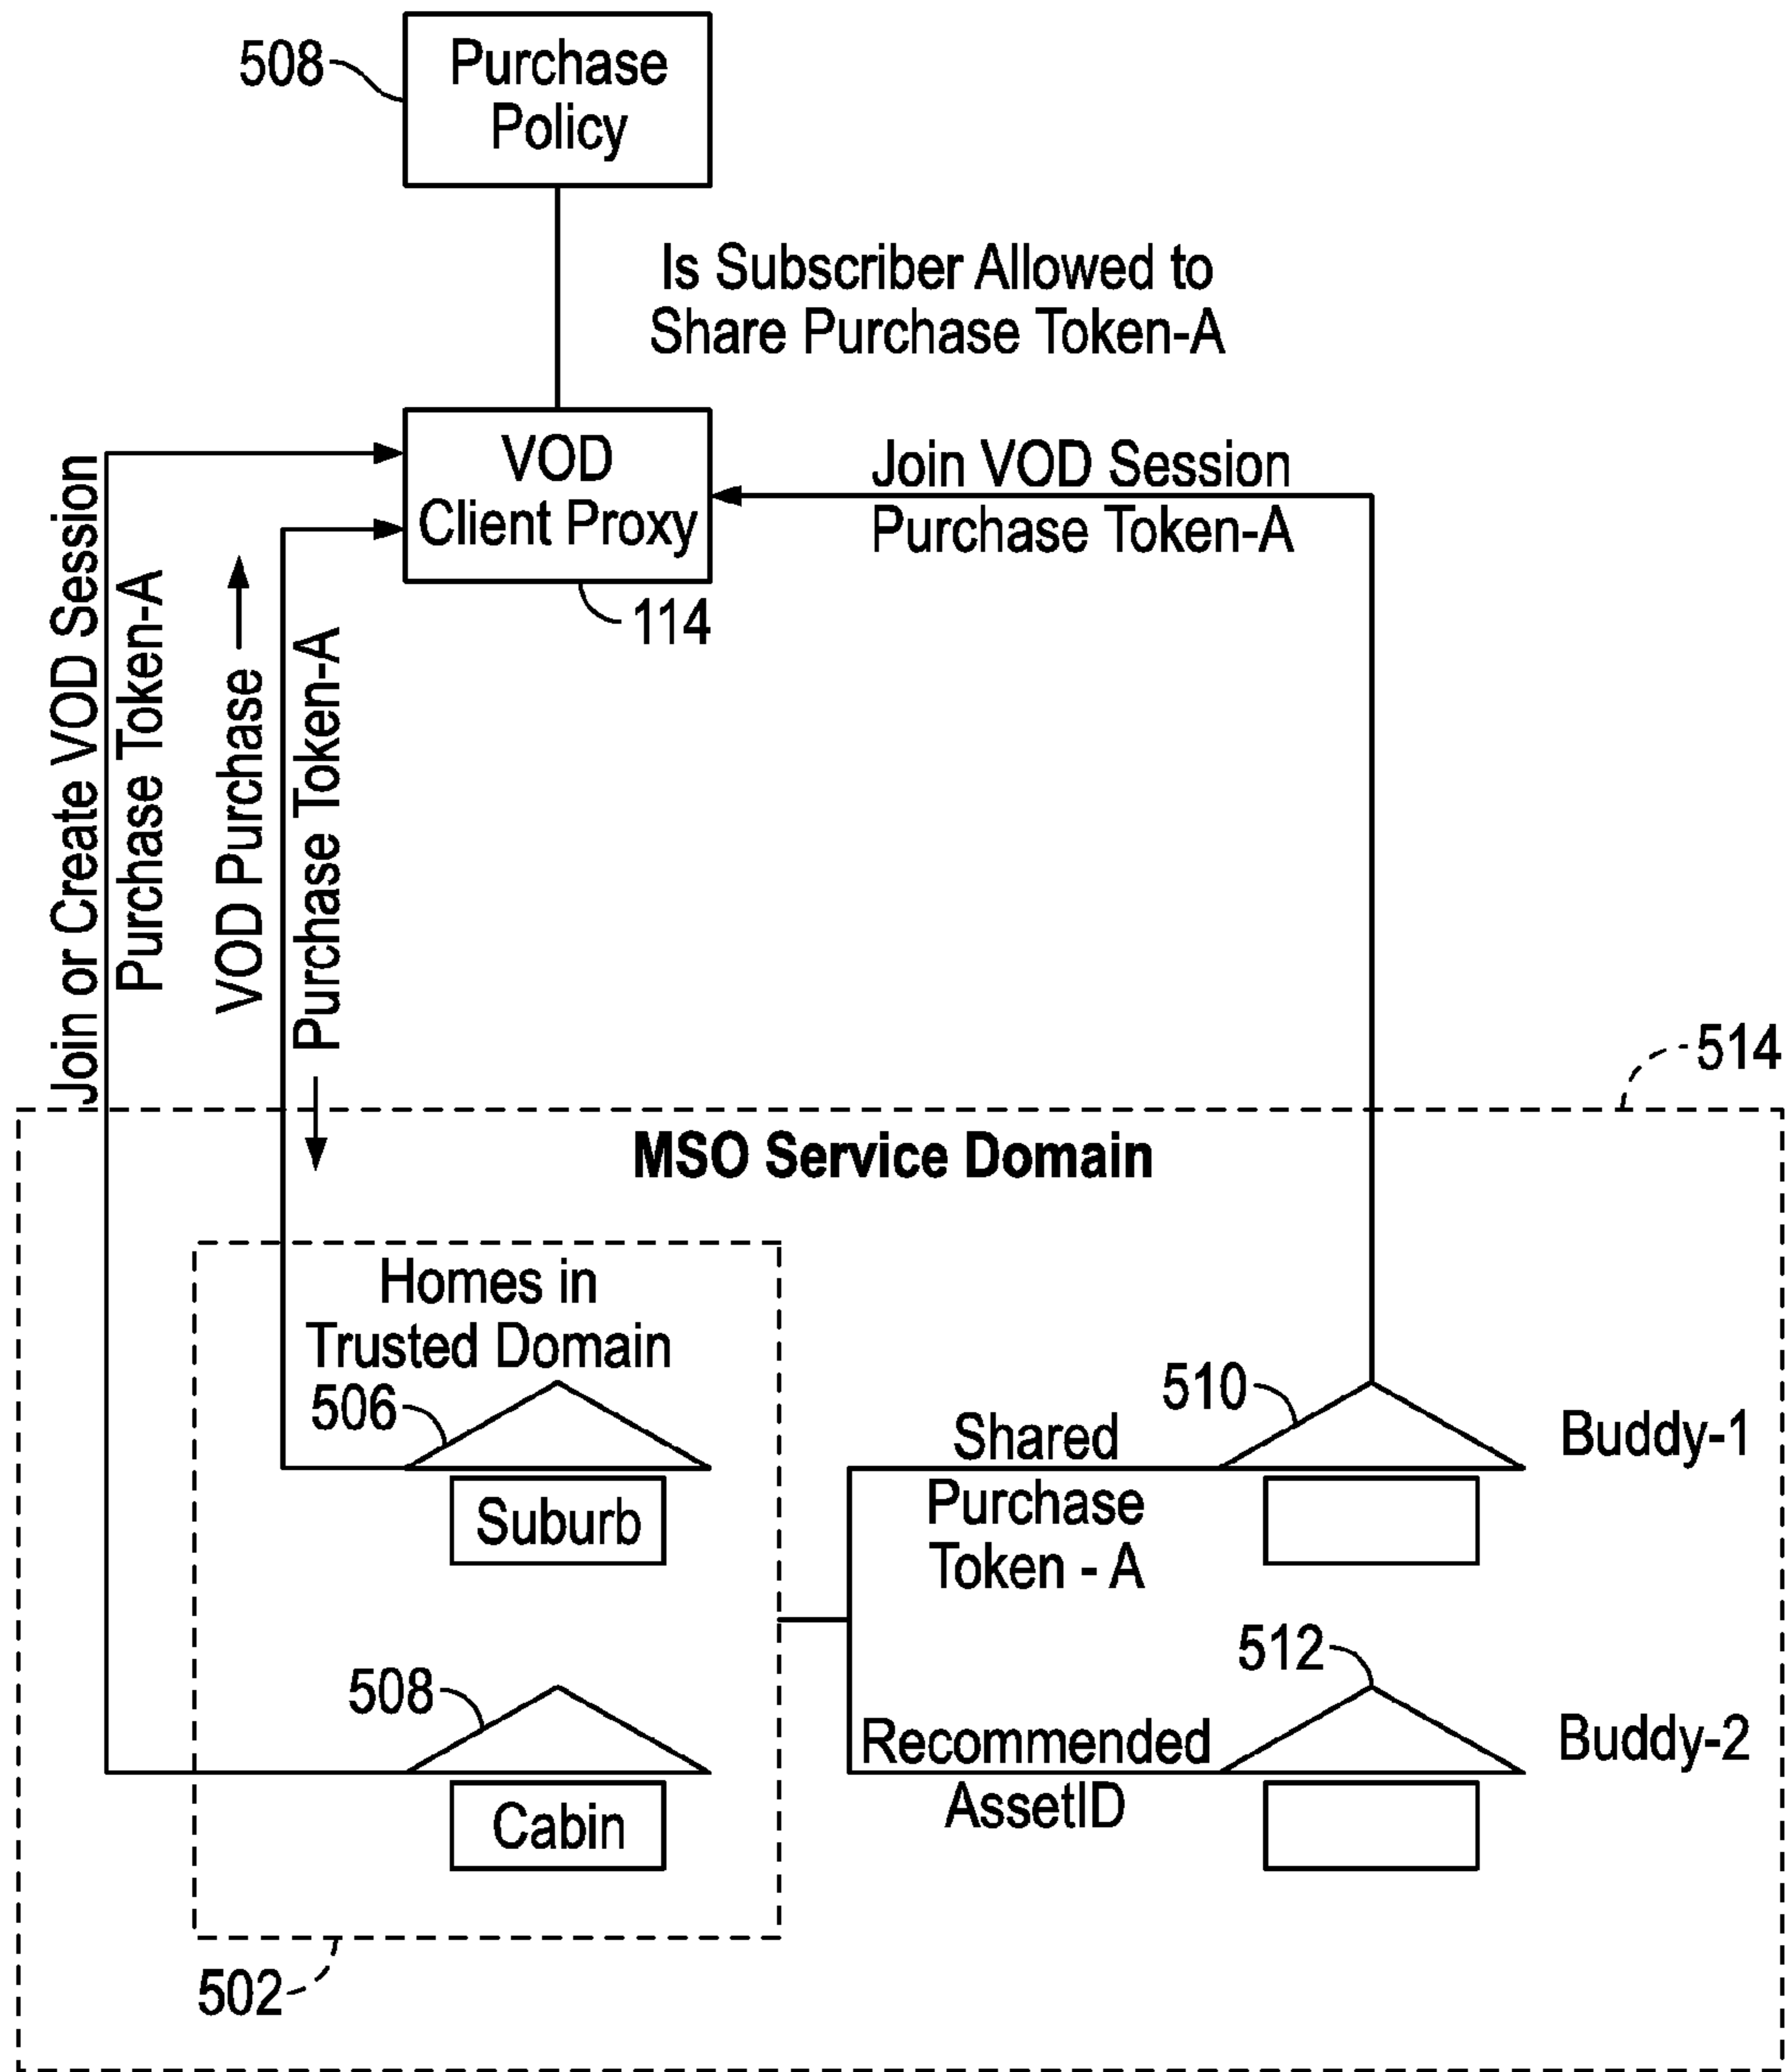 508
Purchase
Policy
Is Subscriber Allowed to
Share Purchase Token-A
VOD
Client Proxy
114
Join VOD Session
Purchase Token-A
Join or Create VOD Session
Purchase Token-A
VOD Purchase
Purchase Token-A
514
MSO Service Domain
Homes in
Trusted Domain
506
Suburb
508
Cabin
502
Shared
Purchase
Token - A
510
Buddy-1
Recommended
AssetID
512
Buddy-2